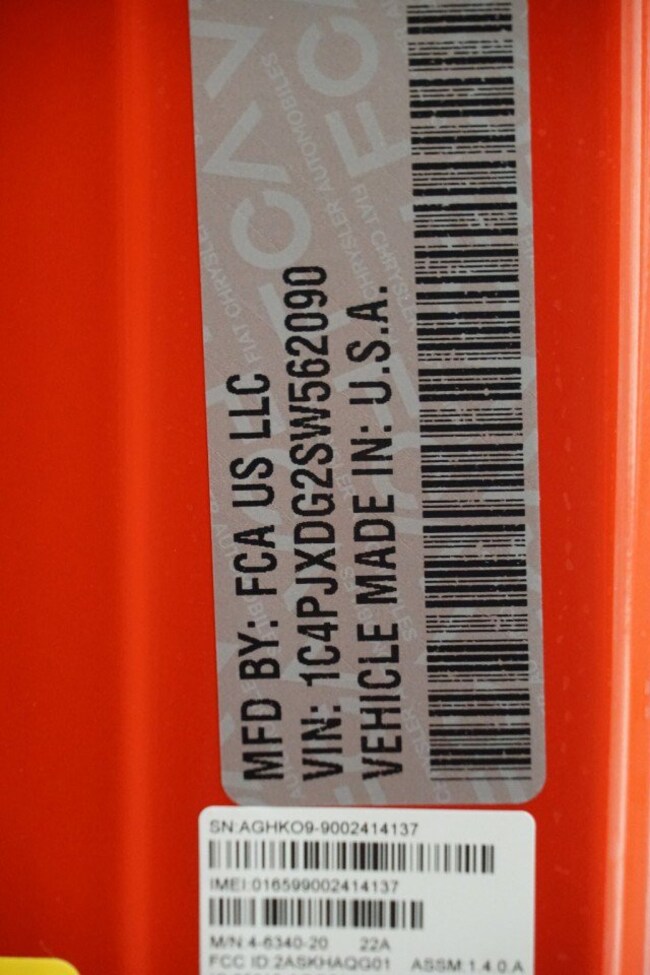 MFD BY: FCA US LLC
VIN: 1C4PJXDG2SW562090
VEHICLE MADE IN: U.S.A.
SN:AGHKO9-9002414137
IMEI:016599002414137
M/N:4-6340-20 22A
FCC ID:2ASKHAQG01 ASSM:1.4.0.A